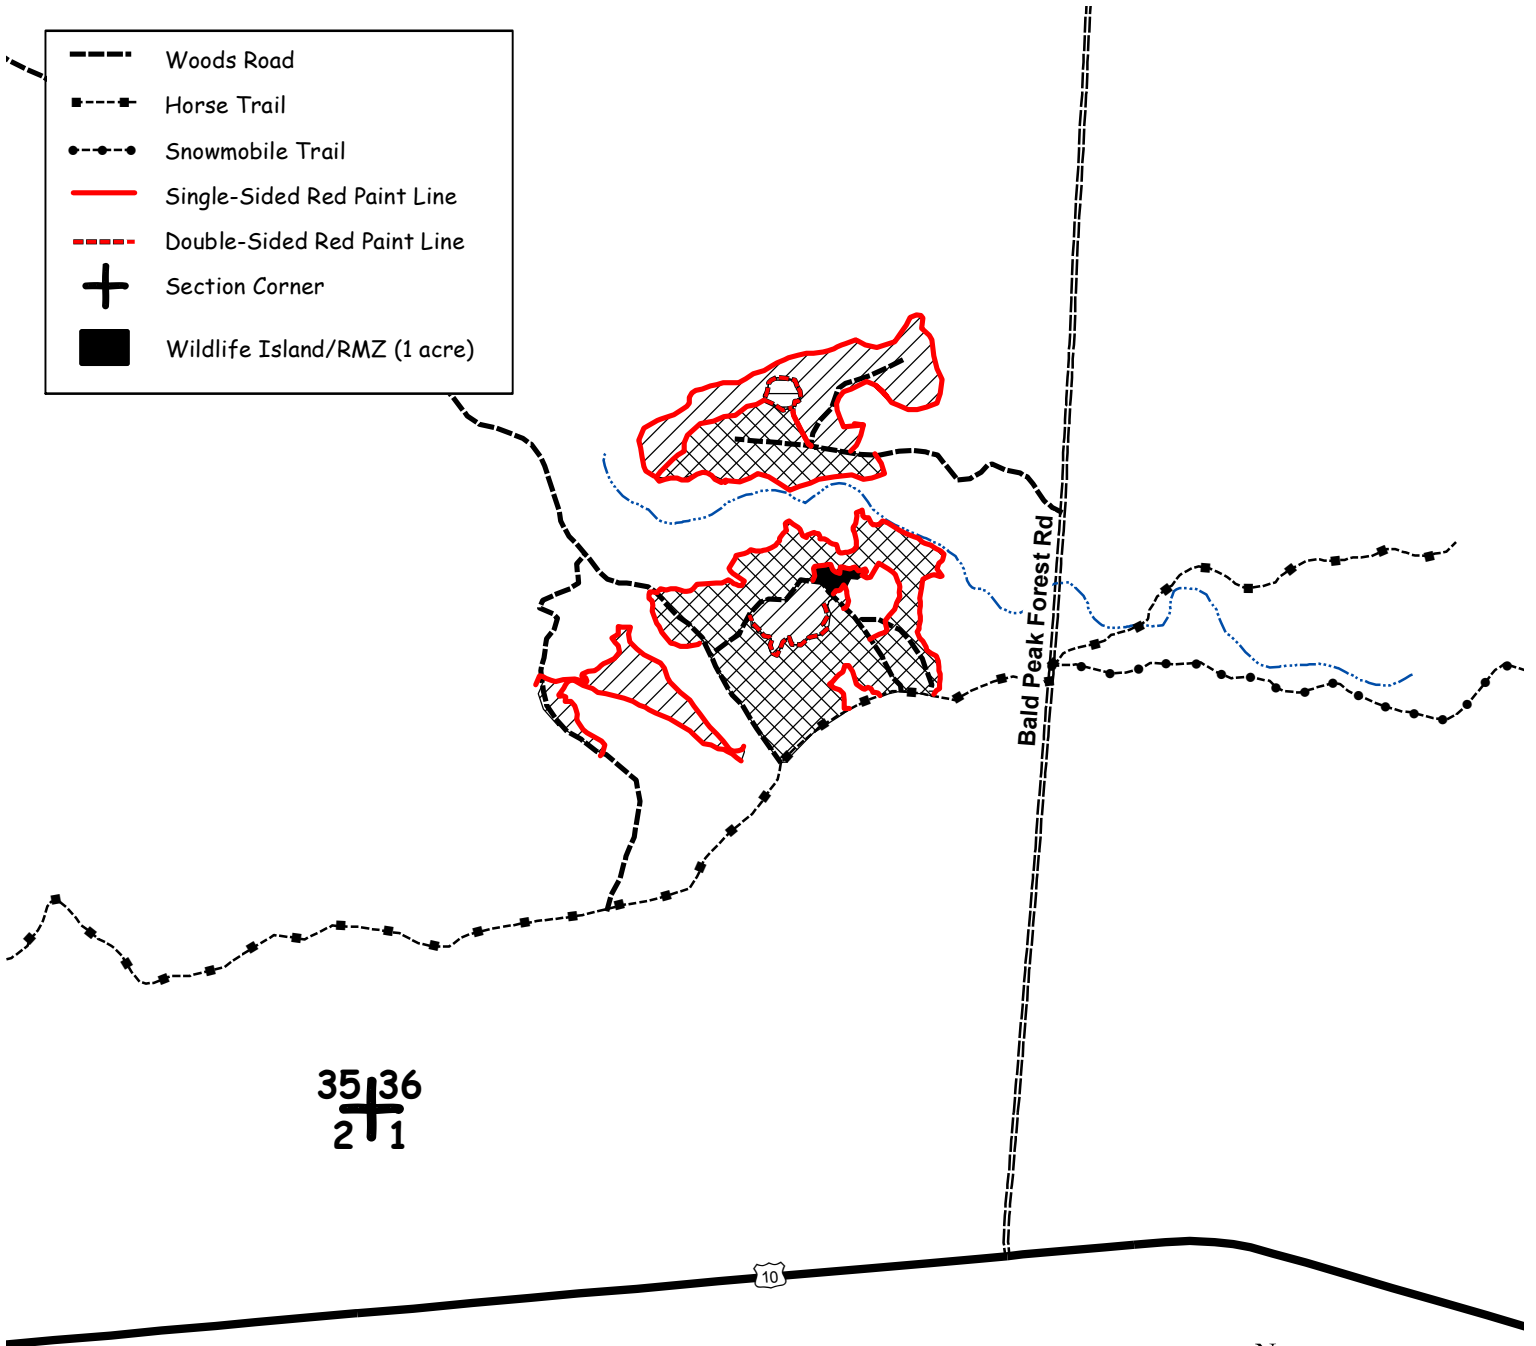 Woods Road
Horse Trail
Snowmobile Trail
Single-Sided Red Paint Line
Double-Sided Red Paint Line
Section Corner
Wildlife Island/RMZ (1 acre)
Bald Peak Forest Rd
35 36
2 1
10